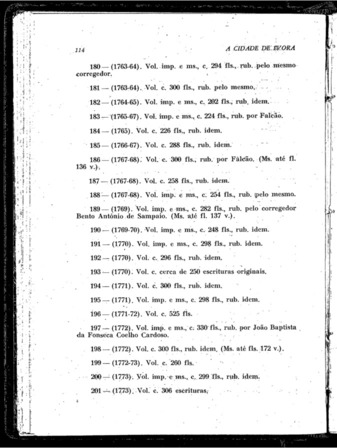 114
A CIDADE DE ÉVORA
180 — (1763-64). Vol. imp. e ms., c. 294 fls., rub. pelo mesmo
corregedor.
181 — (1763-64). Vol. c. 300 fls., rub. pelo mesmo.
182 — (1764-65). Vol. imp. e ms., c. 202 fls., rub. idem.
183 — (1765-67). Vol. imp. e ms., c. 224 fls., rub. por Falcão.
184 — (1765). Vol. c. 226 fls., rub. idem.
185 — (1766-67). Vol. c. 288 fls., rub. idem.
186 — (1767-68). Vol. c. 300 fls., rub. por Falcão. (Ms. até fl.
136 v.).
187 — (1767-68). Vol. c. 258 fls., rub. idem.
188 — (1767-68). Vol. imp. e ms., c. 254 fls., rub. pelo mesmo.
189 — (1769). Vol. imp. e ms., c. 282 fls., rub. pelo corregedor
Bento António de Sampaio. (Ms. até fl. 137 v.).
190 — (1769-70). Vol. imp. e ms., c. 248 fls., rub. idem.
191 — (1770). Vol. imp. e ms., c. 298 fls., rub. idem.
192 — (1770). Vol. c. 296 fls., rub. idem.
193 — (1770). Vol. c. cerca de 250 escrituras originais.
194 — (1771). Vol. c. 300 fls., rub. idem.
195 — (1771). Vol. imp. e ms., c. 298 fls., rub. idem.
196 — (1771-72). Vol. c. 525 fls.
197 — (1772). Vol. imp. e ms., c. 330 fls., rub. por João Baptista
da Fonseca Coelho Cardoso.
198 — (1772). Vol. c. 300 fls., rub. idem. (Ms. até fls. 172 v.).
199 — (1772-73). Vol. c. 260 fls.
200 — (1773). Vol. imp. e ms., c. 299 fls., rub. idem.
201 — (1773). Vol. c. 306 escrituras.